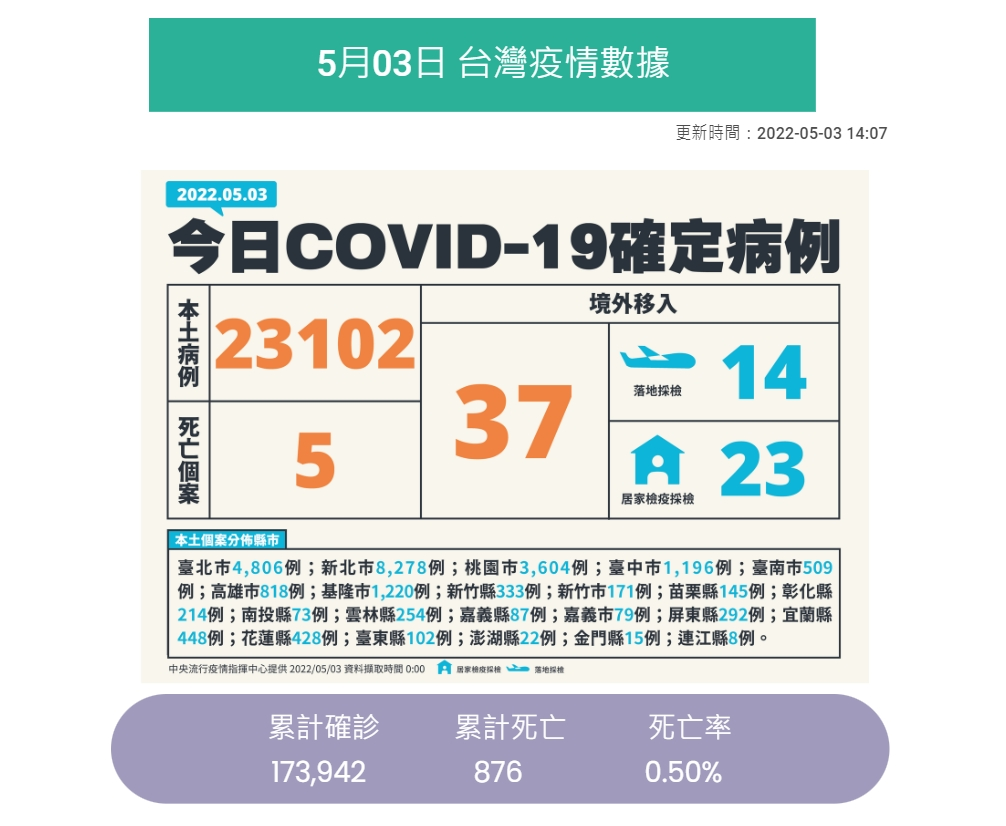 5月03日 台灣疫情數據
更新時間：2022-05-03 14:07
2022.05.03
今日COVID-19確定病例
本土病例
23102
死亡個案
5
境外移入
37
落地採檢
14
居家檢疫採檢
23
本土個案分佈縣市
臺北市4,806例；新北市8,278例；桃園市3,604例；臺中市1,196例；臺南市509
例；高雄市818例；基隆市1,220例；新竹縣333例；新竹市171例；苗栗縣145例；彰化縣
214例；南投縣73例；雲林縣254例；嘉義縣87例；嘉義市79例；屏東縣292例；宜蘭縣
448例；花蓮縣428例；臺東縣102例；澎湖縣22例；金門縣15例；連江縣8例。
中央流行疫情指揮中心提供 2022/05/03 資料擷取時間 0:00 居家檢疫採檢 落地採檢
累計確診 累計死亡 死亡率
173,942 876 0.50%